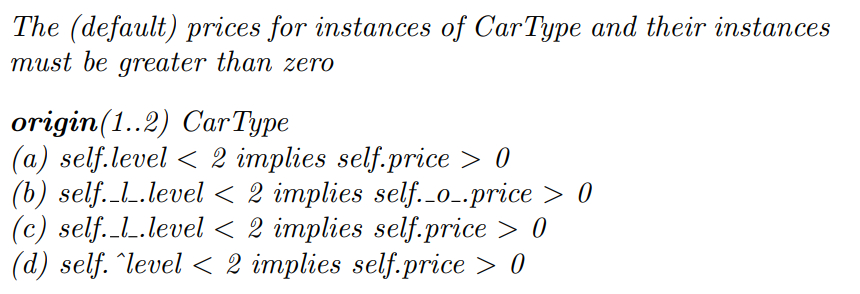 The (default) prices for instances of CarType and their instances
must be greater than zero
origin(1..2) CarType
(a) self.level < 2 implies self.price > 0
(b) self._l_.level < 2 implies self._o_.price > 0
(c) self._l_.level < 2 implies self.price > 0
(d) self.^level < 2 implies self.price > 0